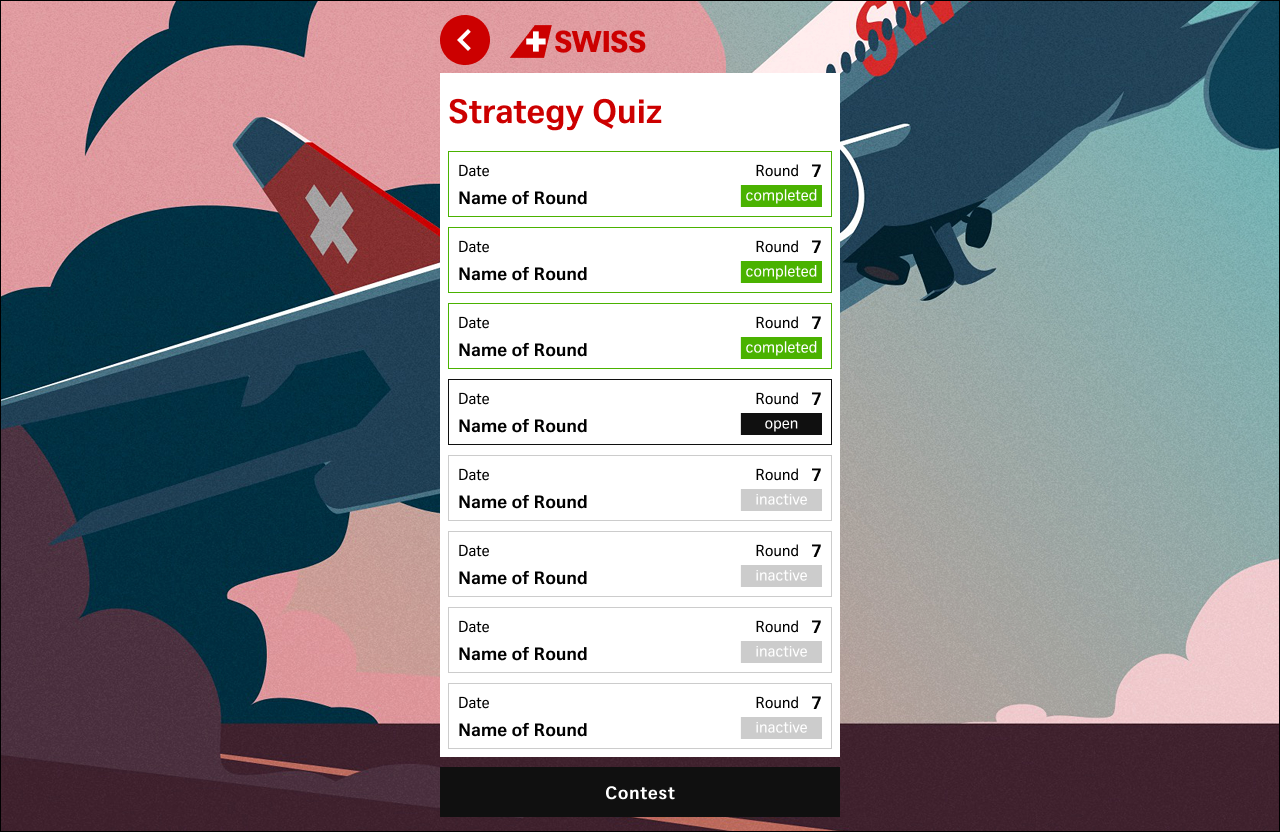 SWISS
Strategy Quiz
Date Round 7
Name of Round completed
Date Round 7
Name of Round completed
Date Round 7
Name of Round completed
Date Round 7
Name of Round open
Date Round 7
Name of Round inactive
Date Round 7
Name of Round inactive
Date Round 7
Name of Round inactive
Date Round 7
Name of Round inactive
Contest